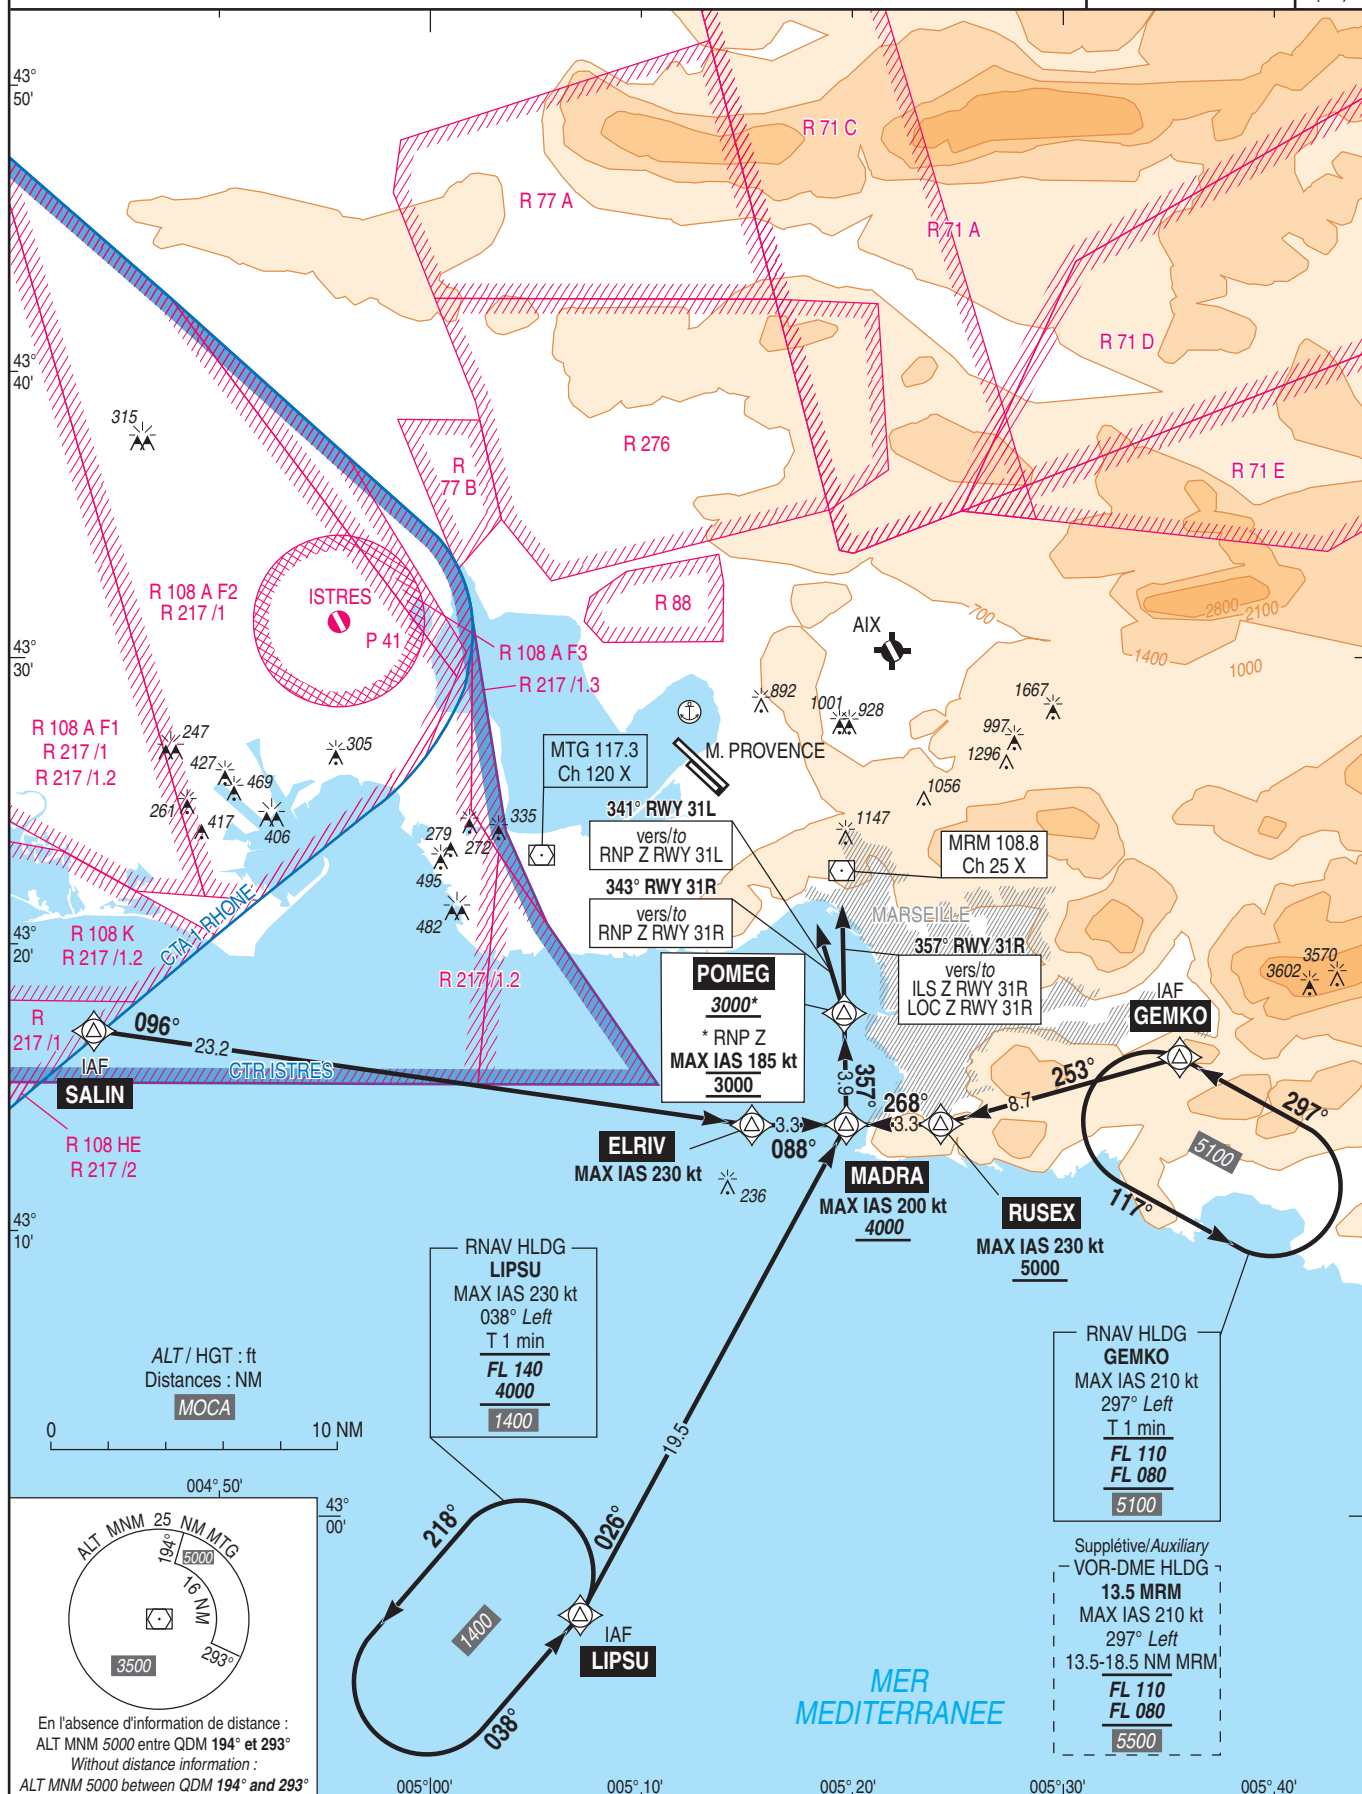 43°
50'
R 71 C
R 77 A
R 71 A
R 71 D
43°
40'
315
R 276
R
77 B
R 71 E
R 108 A F2
R 217 /1
ISTRES
P 41
R 88
700
2800
2100
AIX
1400
1000
43°
30'
R 108 A F3
R 217 /1.3
892
1001
928
1667
997
1296
R 108 A F1
R 217 /1
R 217 /1.2
247
427
469
261
417
406
305
MTG 117.3
Ch 120 X
M. PROVENCE
1056
341° RWY 31L
vers/to
RNP Z RWY 31L
335
279
272
495
482
1147
MRM 108.8
Ch 25 X
343° RWY 31R
vers/to
RNP Z RWY 31R
MARSEILLE
357° RWY 31R
vers/to
ILS Z RWY 31R
LOC Z RWY 31R
43°
20'
R 108 K
R 217 /1.2
CTA 1 RHONE
R 217 /1.2
3602
3570
POMEG
3000*
* RNP Z
MAX IAS 185 kt
3000
IAF
GEMKO
R
217 /1
096°
23.2
IAF
SALIN
CTR ISTRES
357°
3.9
253°
8.7
268°
3.3
297°
5100
117°
R 108 HE
R 217 /2
ELRIV
MAX IAS 230 kt
3.3
088°
236
MADRA
MAX IAS 200 kt
4000
RUSEX
MAX IAS 230 kt
5000
43°
10'
RNAV HLDG
LIPSU
MAX IAS 230 kt
038° Left
T 1 min
FL 140
4000
1400
RNAV HLDG
GEMKO
MAX IAS 210 kt
297° Left
T 1 min
FL 110
FL 080
5100
ALT / HGT : ft
Distances : NM
MOCA
0
10 NM
19.5
026°
218°
1400
038°
IAF
LIPSU
004° 50'
43°
00'
Supplétive/Auxiliary
VOR-DME HLDG
13.5 MRM
MAX IAS 210 kt
297° Left
13.5-18.5 NM MRM
FL 110
FL 080
5500
ALT MNM 25 NM MTG
194°
5000
16 NM
293°
3500
En l'absence d'information de distance :
ALT MNM 5000 entre QDM 194° et 293°
Without distance information :
ALT MNM 5000 between QDM 194° and 293°
MER
MEDITERRANEE
005° 00'
005° 10'
005° 20'
005° 30'
005° 40'